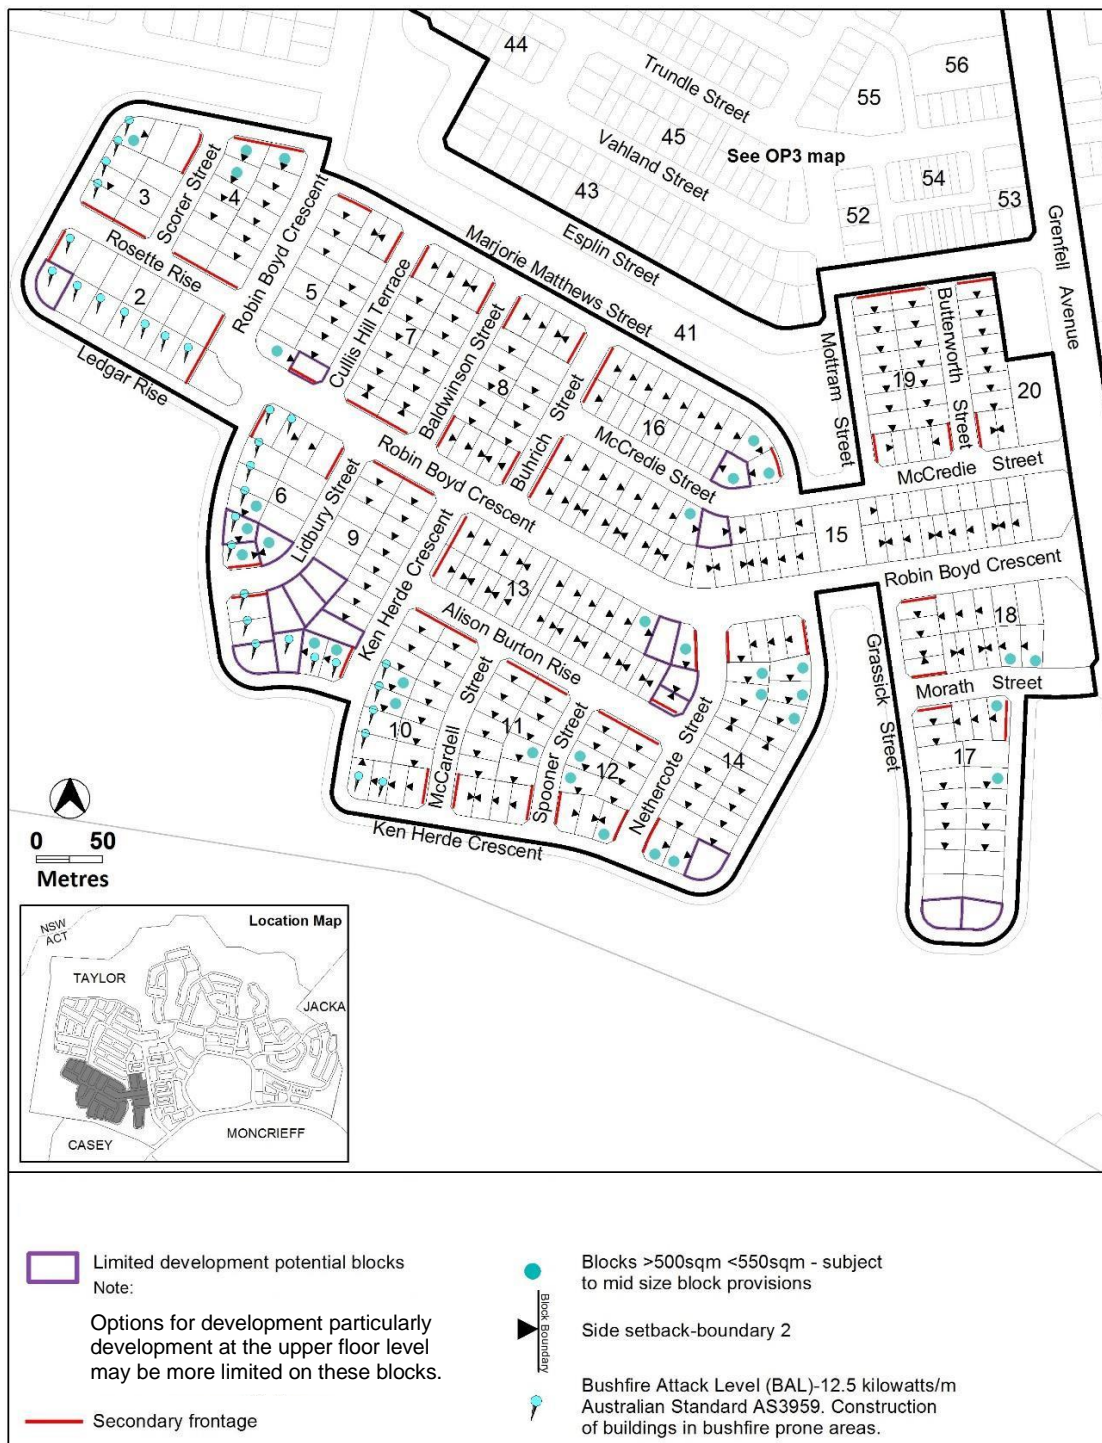 44
Trundle Street
56
55
45
Vahland Street
See OP3 map
43
54
53
52
Esplin Street
Grenfell Avenue
3
Scorer Street
4
Rosette Rise
2
Robin Boyd Crescent
5
Marjorie Matthews Street
41
Cullis Hill Terrace
7
Baldwinson Street
8
Ledgar Rise
Mottram Street
19
Butterworth Street
20
Buhrich Street
16
McCredie Street
McCredie Street
Robin Boyd Crescent
6
Lidbury Street
9
15
Robin Boyd Crescent
Ken Herde Crescent
13
Alison Burton Rise
18
Grassick Street
Morath Street
10
McCardell Street
11
Spooner Street
12
Nethercote Street
14
17
Ken Herde Crescent
0 50
Metres
Location Map
NSW
ACT
TAYLOR
JACKA
CASEY
MONCRIEFF
Limited development potential blocks
Note:
Options for development particularly
development at the upper floor level
may be more limited on these blocks.
Secondary frontage
Blocks >500sqm <550sqm - subject
to mid size block provisions
Block Boundary
Side setback-boundary 2
Bushfire Attack Level (BAL)-12.5 kilowatts/m
Australian Standard AS3959. Construction
of buildings in bushfire prone areas.